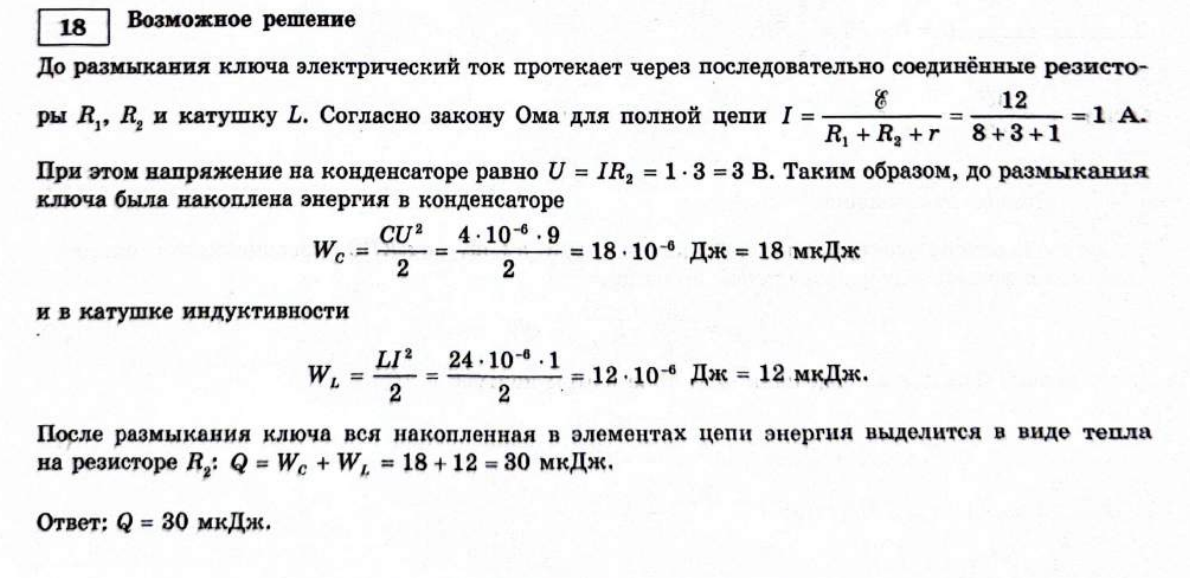 18 Возможное решение
До размыкания ключа электрический ток протекает через последовательно соединённые резисто-
ры R₁, R₂ и катушку L. Согласно закону Ома для полной цепи I = ℰ / (R₁ + R₂ + r) = 12 / (8 + 3 + 1) = 1 А.
При этом напряжение на конденсаторе равно U = IR₂ = 1 · 3 = 3 В. Таким образом, до размыкания
ключа была накоплена энергия в конденсаторе
W_C = CU² / 2 = 4 · 10⁻⁶ · 9 / 2 = 18 · 10⁻⁶ Дж = 18 мкДж
и в катушке индуктивности
W_L = LI² / 2 = 24 · 10⁻⁶ · 1 / 2 = 12 · 10⁻⁶ Дж = 12 мкДж.
После размыкания ключа вся накопленная в элементах цепи энергия выделится в виде тепла
на резисторе R₂: Q = W_C + W_L = 18 + 12 = 30 мкДж.
Ответ: Q = 30 мкДж.